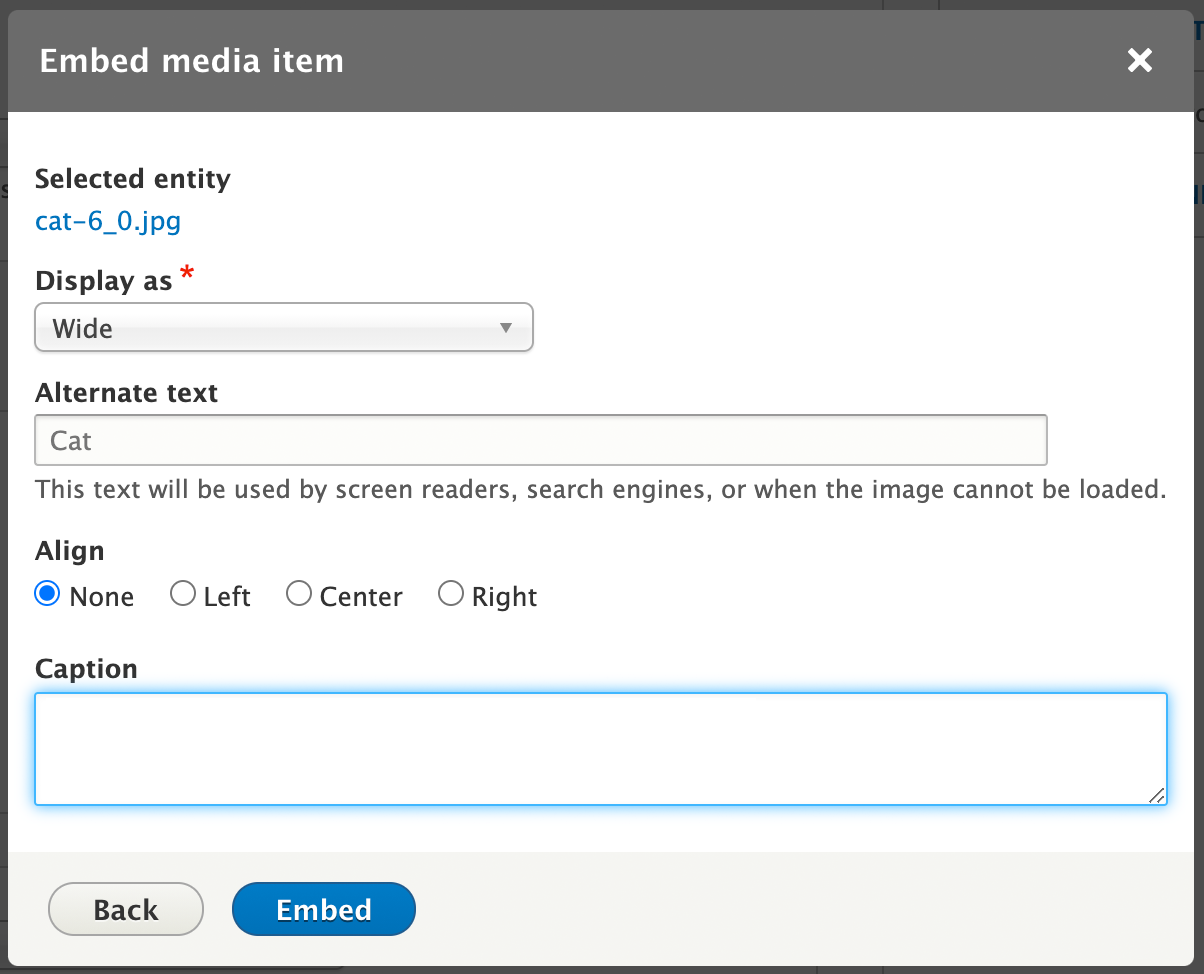 Embed media item
Selected entity
cat-6_0.jpg
Display as *
Wide
Alternate text
Cat
This text will be used by screen readers, search engines, or when the image cannot be loaded.
Align
None Left Center Right
Caption
Back Embed